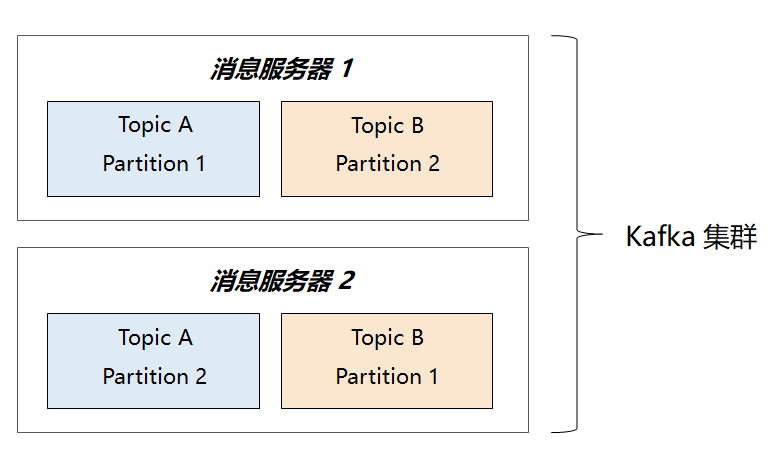 消息服务器 1
Topic A
Partition 1
Topic B
Partition 2
Kafka 集群
消息服务器 2
Topic A
Partition 2
Topic B
Partition 1